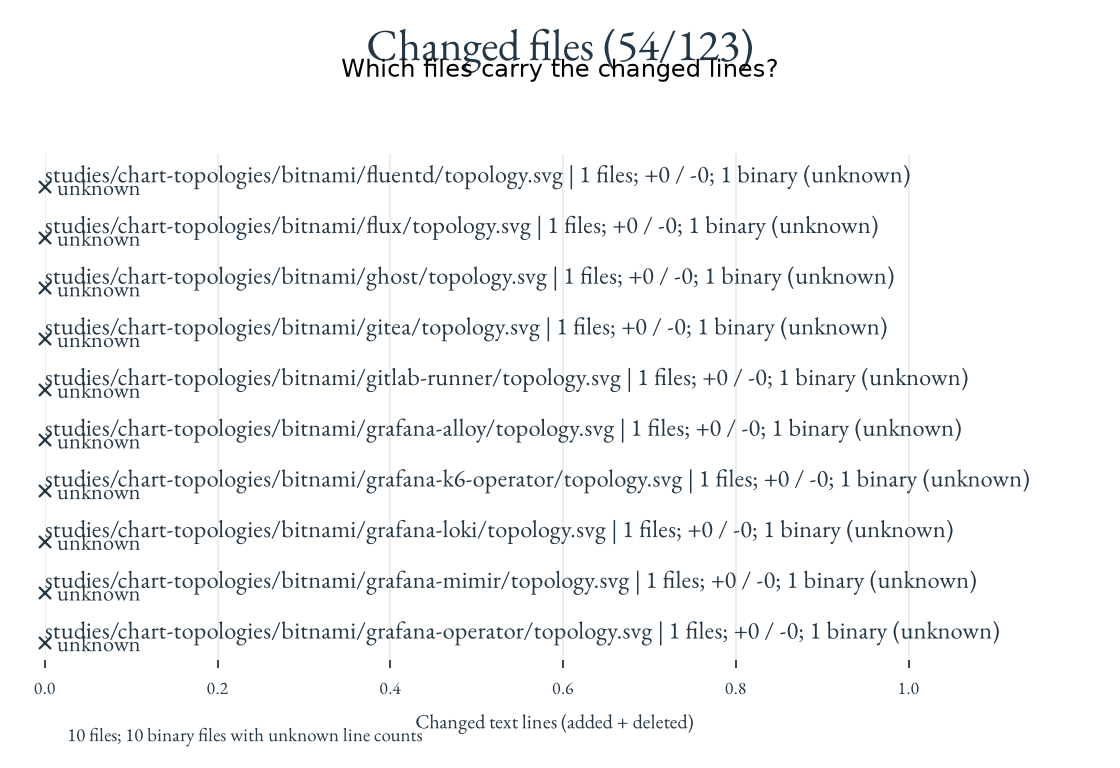 Changed files (54/123)
Which files carry the changed lines?
studies/chart-topologies/bitnami/fluentd/topology.svg | 1 files; +0 / -0; 1 binary (unknown)
unknown
studies/chart-topologies/bitnami/flux/topology.svg | 1 files; +0 / -0; 1 binary (unknown)
unknown
studies/chart-topologies/bitnami/ghost/topology.svg | 1 files; +0 / -0; 1 binary (unknown)
unknown
studies/chart-topologies/bitnami/gitea/topology.svg | 1 files; +0 / -0; 1 binary (unknown)
unknown
studies/chart-topologies/bitnami/gitlab-runner/topology.svg | 1 files; +0 / -0; 1 binary (unknown)
unknown
studies/chart-topologies/bitnami/grafana-alloy/topology.svg | 1 files; +0 / -0; 1 binary (unknown)
unknown
studies/chart-topologies/bitnami/grafana-k6-operator/topology.svg | 1 files; +0 / -0; 1 binary (unknown)
unknown
studies/chart-topologies/bitnami/grafana-loki/topology.svg | 1 files; +0 / -0; 1 binary (unknown)
unknown
studies/chart-topologies/bitnami/grafana-mimir/topology.svg | 1 files; +0 / -0; 1 binary (unknown)
unknown
studies/chart-topologies/bitnami/grafana-operator/topology.svg | 1 files; +0 / -0; 1 binary (unknown)
unknown
0.0 0.2 0.4 0.6 0.8 1.0
Changed text lines (added + deleted)
10 files; 10 binary files with unknown line counts